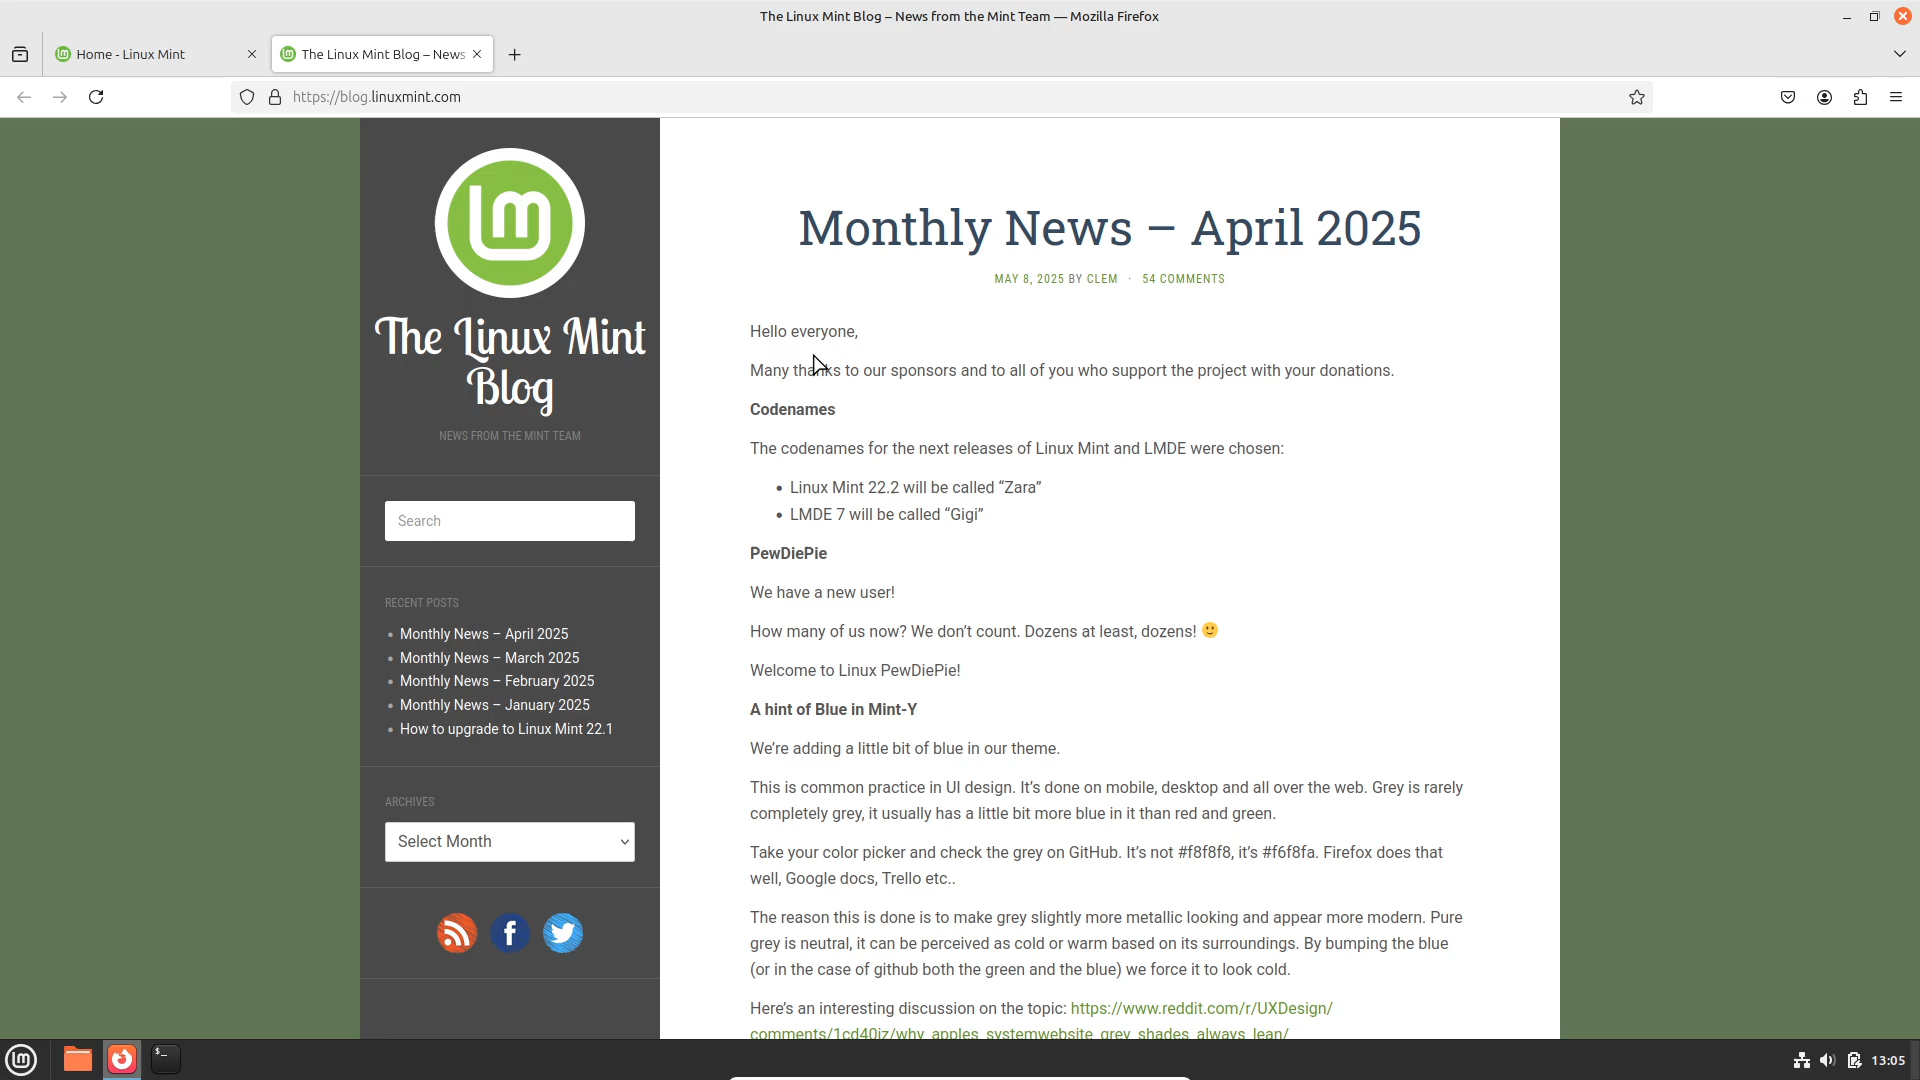 The Linux Mint Blog – News from the Mint Team — Mozilla Firefox
Home - Linux Mint
The Linux Mint Blog – News
https://blog.linuxmint.com
lm
The Linux Mint
Blog
NEWS FROM THE MINT TEAM
Search
RECENT POSTS
Monthly News – April 2025
Monthly News – March 2025
Monthly News – February 2025
Monthly News – January 2025
How to upgrade to Linux Mint 22.1
ARCHIVES
Select Month
Monthly News – April 2025
MAY 8, 2025 BY CLEM · 54 COMMENTS
Hello everyone,
Many thanks to our sponsors and to all of you who support the project with your donations.
Codenames
The codenames for the next releases of Linux Mint and LMDE were chosen:
• Linux Mint 22.2 will be called “Zara”
• LMDE 7 will be called “Gigi”
PewDiePie
We have a new user!
How many of us now? We don’t count. Dozens at least, dozens! 🙂
Welcome to Linux PewDiePie!
A hint of Blue in Mint-Y
We’re adding a little bit of blue in our theme.
This is common practice in UI design. It’s done on mobile, desktop and all over the web. Grey is rarely
completely grey, it usually has a little bit more blue in it than red and green.
Take your color picker and check the grey on GitHub. It’s not #f8f8f8, it’s #f6f8fa. Firefox does that
well, Google docs, Trello etc..
The reason this is done is to make grey slightly more metallic looking and appear more modern. Pure
grey is neutral, it can be perceived as cold or warm based on its surroundings. By bumping the blue
(or in the case of github both the green and the blue) we force it to look cold.
Here’s an interesting discussion on the topic: https://www.reddit.com/r/UXDesign/
comments/1cd40iz/why_apples_systemwebsite_grey_shades_always_lean/
13:05